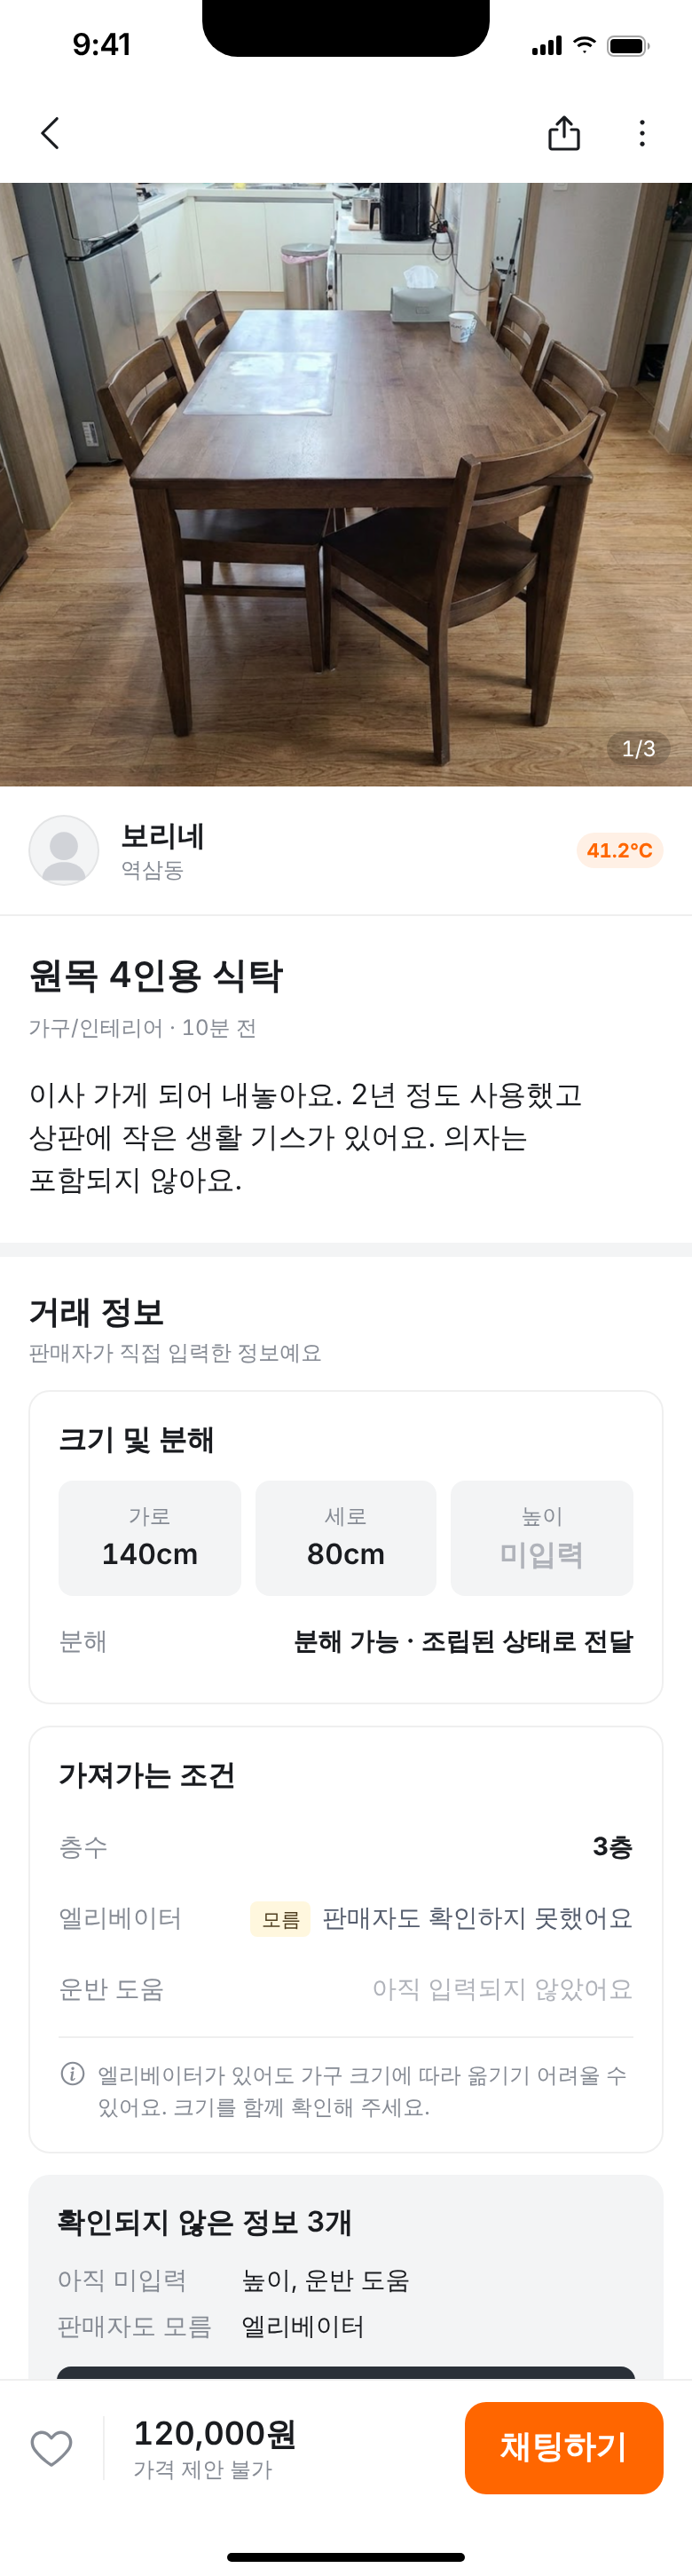 9:41
1/3
보리네
역삼동
41.2°C
원목 4인용 식탁
가구/인테리어 · 10분 전
이사 가게 되어 내놓아요. 2년 정도 사용했고
상판에 작은 생활 기스가 있어요. 의자는
포함되지 않아요.
거래 정보
판매자가 직접 입력한 정보예요
크기 및 분해
가로 세로 높이
140cm 80cm 미입력
분해 분해 가능 · 조립된 상태로 전달
가져가는 조건
층수 3층
엘리베이터 모름 판매자도 확인하지 못했어요
운반 도움 아직 입력되지 않았어요
엘리베이터가 있어도 가구 크기에 따라 옮기기 어려울 수
있어요. 크기를 함께 확인해 주세요.
확인되지 않은 정보 3개
아직 미입력 높이, 운반 도움
판매자도 모름 엘리베이터
120,000원
가격 제안 불가
채팅하기